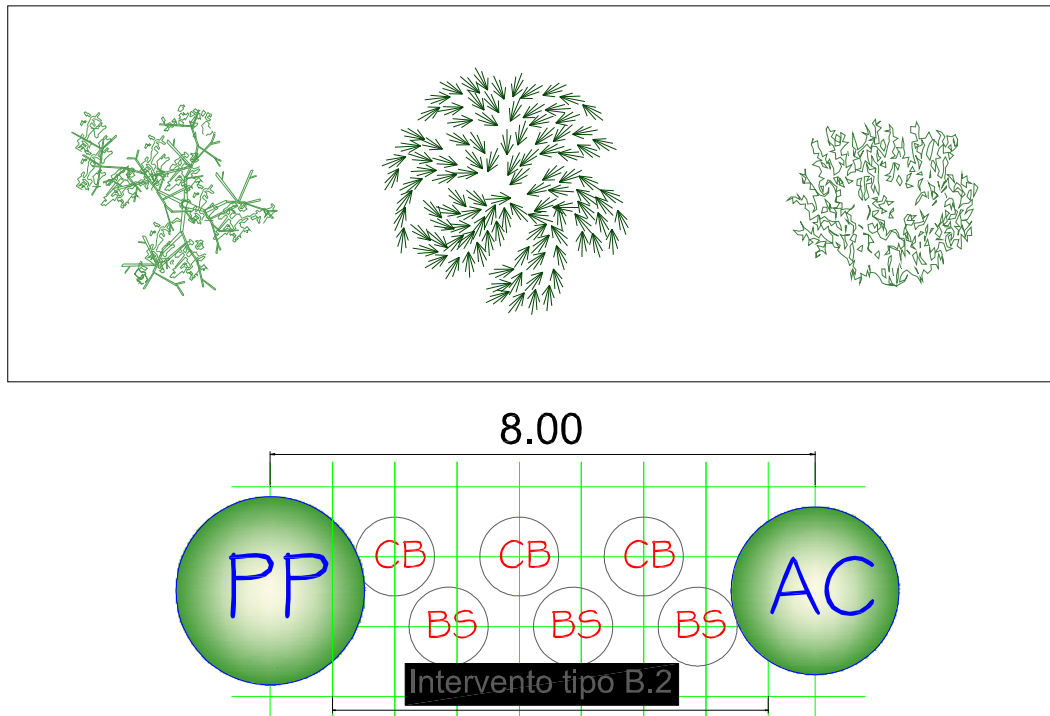 8.00
PP CB CB CB AC
BS BS BS
Intervento tipo B.2